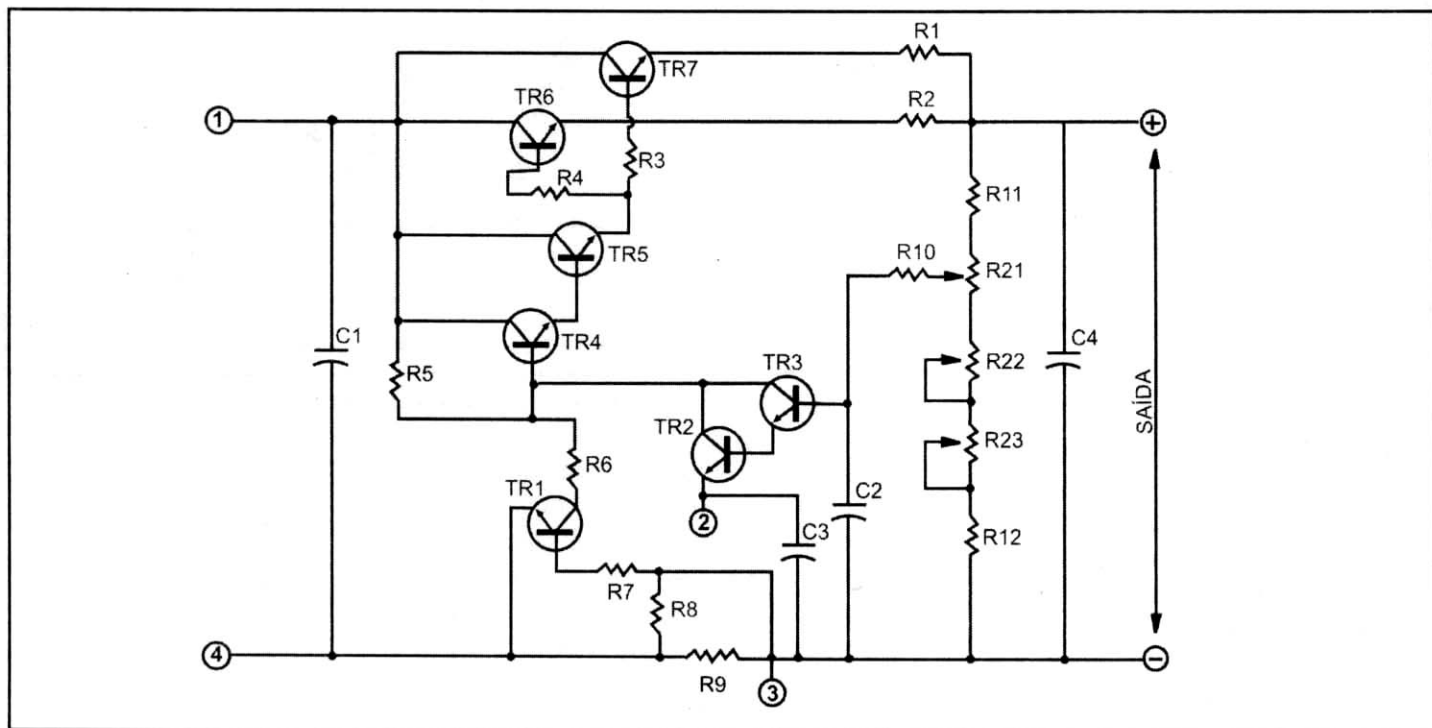 R1
TR7
TR6
R2
1
+
R3
R4
R11
TR5
R10
R21
C1
TR4
TR3
R22
C4
R5
SAÍDA
TR2
R23
R6
TR1
C2
2
C3
R12
R7
R8
4
R9
3
−